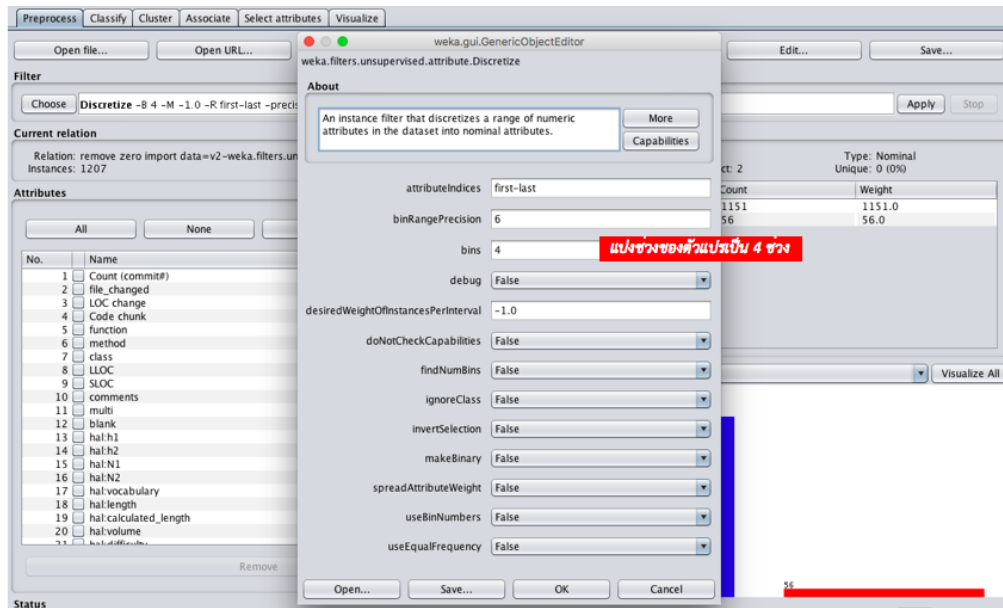 Preprocess Classify Cluster Associate Select attributes Visualize
weka.gui.GenericObjectEditor
Open file... Open URL... Edit... Save...
weka.filters.unsupervised.attribute.Discretize
Filter
About
Choose Discretize -B 4 -M -1.0 -R first-last -precis Apply Stop
An instance filter that discretizes a range of numeric
attributes in the dataset into nominal attributes.
More
Capabilities
Current relation
Relation: remove zero import data=v2-weka.filters.un Type: Nominal
Instances: 1207 ct: 2 Unique: 0 (0%)
Attributes
Count Weight
1151 1151.0
56 56.0
All None
attributeIndices first-last
binRangePrecision 6
bins 4
แบ่งช่วงของตัวแปรเป็น 4 ช่วง
debug False
desiredWeightOfInstancesPerInterval -1.0
doNotCheckCapabilities False
findNumBins False
ignoreClass False
invertSelection False
makeBinary False
spreadAttributeWeight False
useBinNumbers False
useEqualFrequency False
Open... Save... OK Cancel
No. Name
1 Count (commit#)
2 file_changed
3 LOC change
4 Code chunk
5 function
6 method
7 class
8 LLOC
9 SLOC
10 comments
11 multi
12 blank
13 hal:h1
14 hal:h2
15 hal:N1
16 hal:N2
17 hal:vocabulary
18 hal:length
19 hal:calculated_length
20 hal:volume
21 hal:difficulty
Remove
Status
Visualize All
56